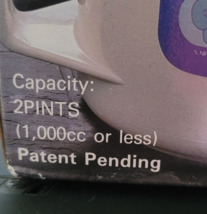 Capacity:
2PINTS
(1,000cc or less)
Patent Pending